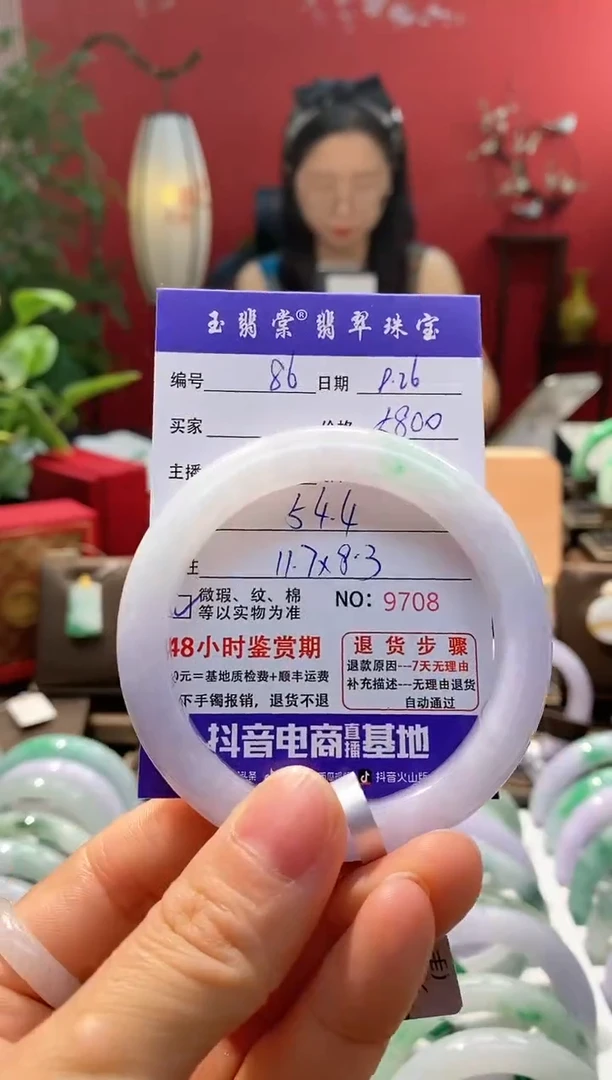 玉翡棠®翡翠珠宝
编号 86 日期 8.26
买家 价格 1800
主播
54.4
11.7x8.3
微瑕、纹、棉
等以实物为准
NO: 9708
48小时鉴赏期
0元=基地质检费+顺丰运费
下手镯报销，退货不退
退货步骤
退款原因---7天无理由
补充描述---无理由退货
自动通过
抖音电商直播基地
抖音火山版